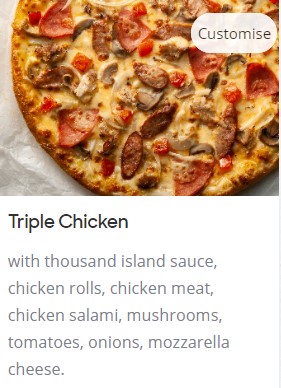 Customise
Triple Chicken
with thousand island sauce,
chicken rolls, chicken meat,
chicken salami, mushrooms,
tomatoes, onions, mozzarella
cheese.